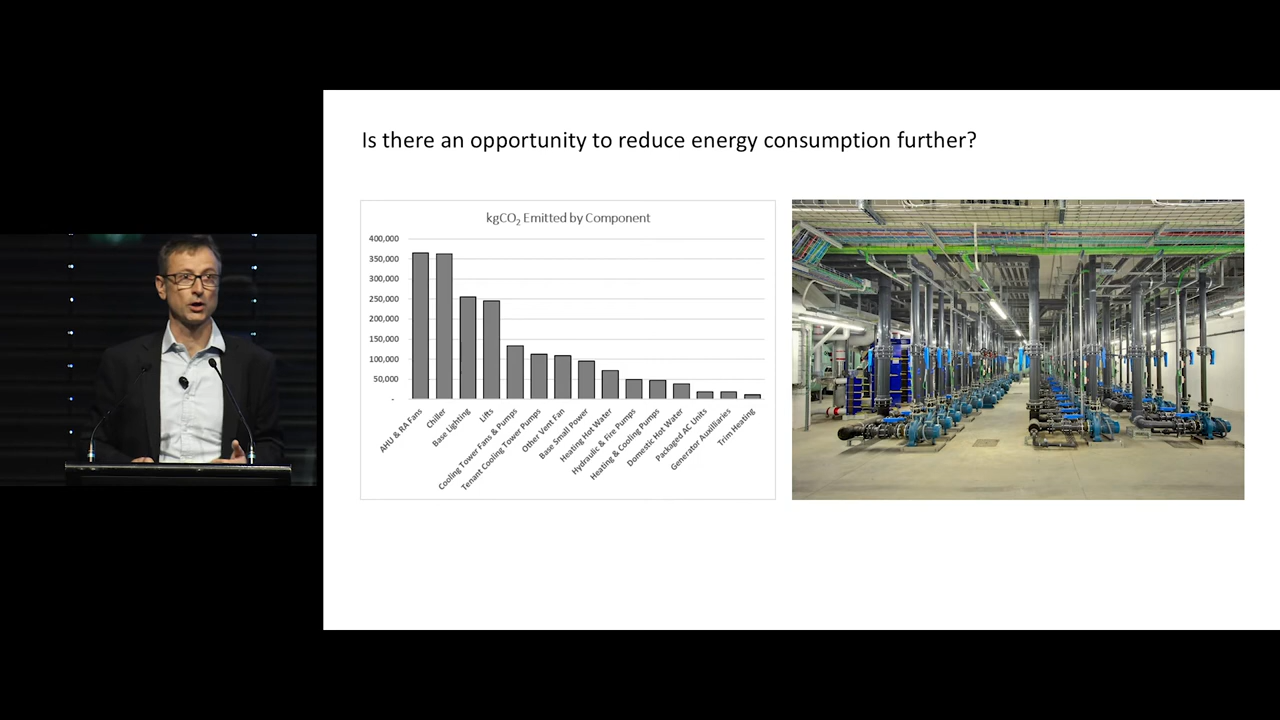 Is there an opportunity to reduce energy consumption further?
kgCO₂ Emitted by Component
400,000
350,000
300,000
250,000
200,000
150,000
100,000
50,000
-
AHU & RA Fans
Chiller
Base Lighting
Lifts
Cooling Tower Fans & Pumps
Tenant Cooling Tower Pumps
Other Vent Fan
Base Small Power
Heating Hot Water
Hydraulic & Fire Pumps
Heating & Cooling Pumps
Domestic Hot Water
Packaged AC Units
Generator Auxiliaries
Trim Heating